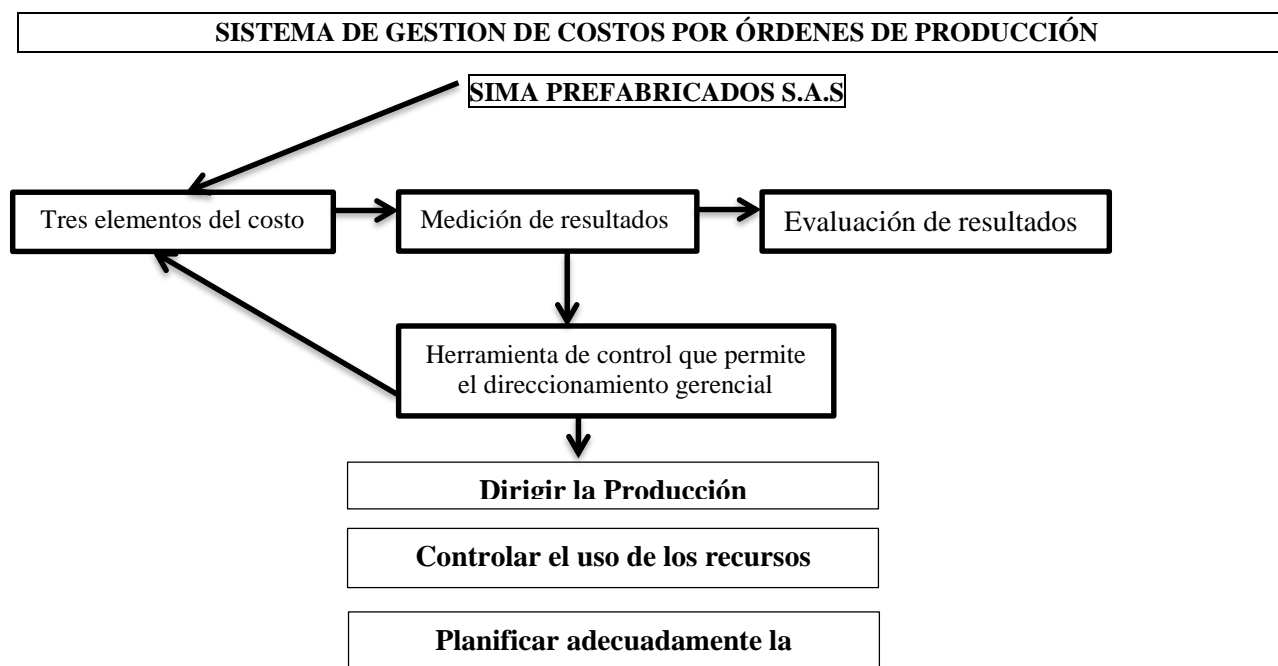 SISTEMA DE GESTION DE COSTOS POR ÓRDENES DE PRODUCCIÓN
SIMA PREFABRICADOS S.A.S
Tres elementos del costo
Medición de resultados
Evaluación de resultados
Herramienta de control que permite
el direccionamiento gerencial
Dirigir la Producción
Controlar el uso de los recursos
Planificar adecuadamente la